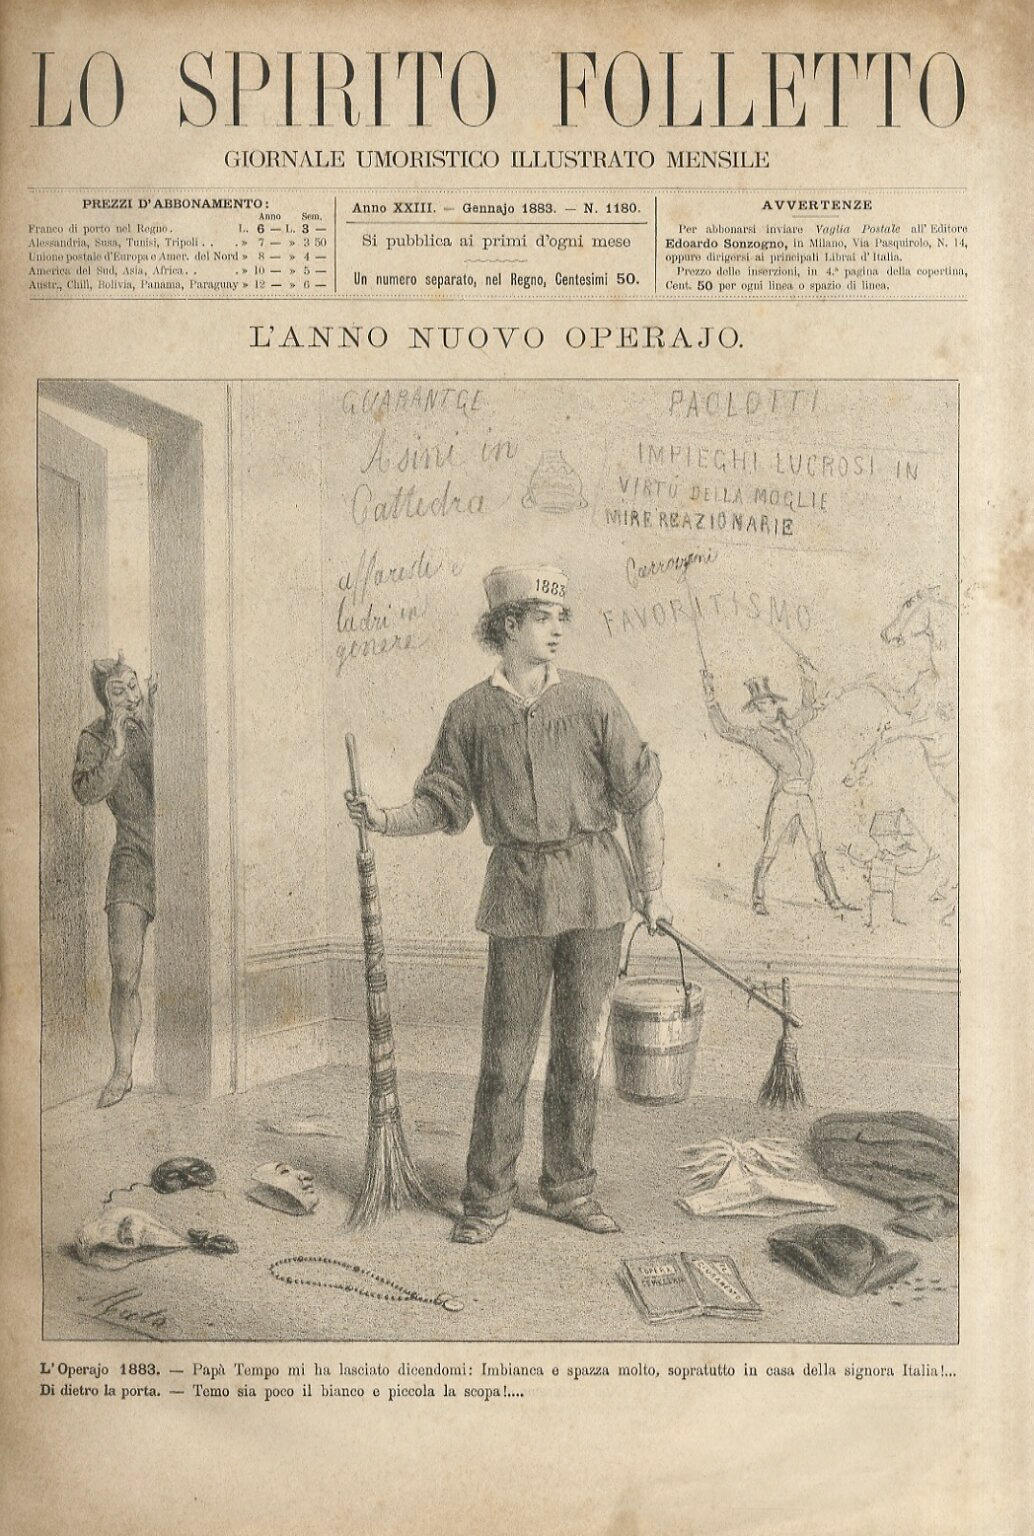 LO SPIRITO FOLLETTO
GIORNALE UMORISTICO ILLUSTRATO MENSILE
PREZZI D'ABBONAMENTO:
Anno Sem.
Franco di porto nel Regno. L. 6 — L. 3 —
Alessandria, Susa, Tunisi, Tripoli . . . » 7 — » 3 50
Unione postale d'Europa e Amer. del Nord » 8 — » 4 —
America del Sud, Asia, Africa. . . » 10 — » 5 —
Austr., Chilì, Bolivia, Panama, Paraguay » 12 — » 6 —
Anno XXIII. — Gennajo 1883. — N. 1180.
Si pubblica ai primi d'ogni mese
Un numero separato, nel Regno, Centesimi 50.
AVVERTENZE
Per abbonarsi inviare Vaglia Postale all'Editore
Edoardo Sonzogno, in Milano, Via Pasquirolo, N. 14,
oppure dirigersi ai principali Librai d'Italia.
Prezzo delle inserzioni, in 4.ª pagina della copertina,
Cent. 50 per ogni linea o spazio di linea.
L'ANNO NUOVO OPERAJO.
GUARANTGE
Asini in
Cattedra
affaristi e
ladri in
genere
PAOLOTTI
IMPIEGHI LUCROSI IN
VIRTÙ DELLA MOGLIE
MIRE REAZIONARIE
Carrozzini
FAVORITISMO
1883
L'Operajo 1883. — Papà Tempo mi ha lasciato dicendomi: Imbianca e spazza molto, sopratutto in casa della signora Italia!...
Di dietro la porta. — Temo sia poco il bianco e piccola la scopa!....